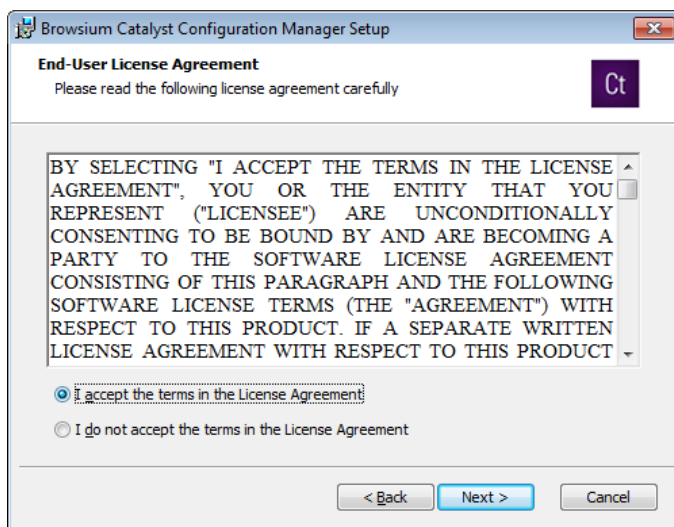 Browsium Catalyst Configuration Manager Setup
End-User License Agreement
Please read the following license agreement carefully
Ct
BY SELECTING "I ACCEPT THE TERMS IN THE LICENSE
AGREEMENT", YOU OR THE ENTITY THAT YOU
REPRESENT ("LICENSEE") ARE UNCONDITIONALLY
CONSENTING TO BE BOUND BY AND ARE BECOMING A
PARTY TO THE SOFTWARE LICENSE AGREEMENT
CONSISTING OF THIS PARAGRAPH AND THE FOLLOWING
SOFTWARE LICENSE TERMS (THE "AGREEMENT") WITH
RESPECT TO THIS PRODUCT. IF A SEPARATE WRITTEN
LICENSE AGREEMENT WITH RESPECT TO THIS PRODUCT
I accept the terms in the License Agreement
I do not accept the terms in the License Agreement
< Back Next > Cancel